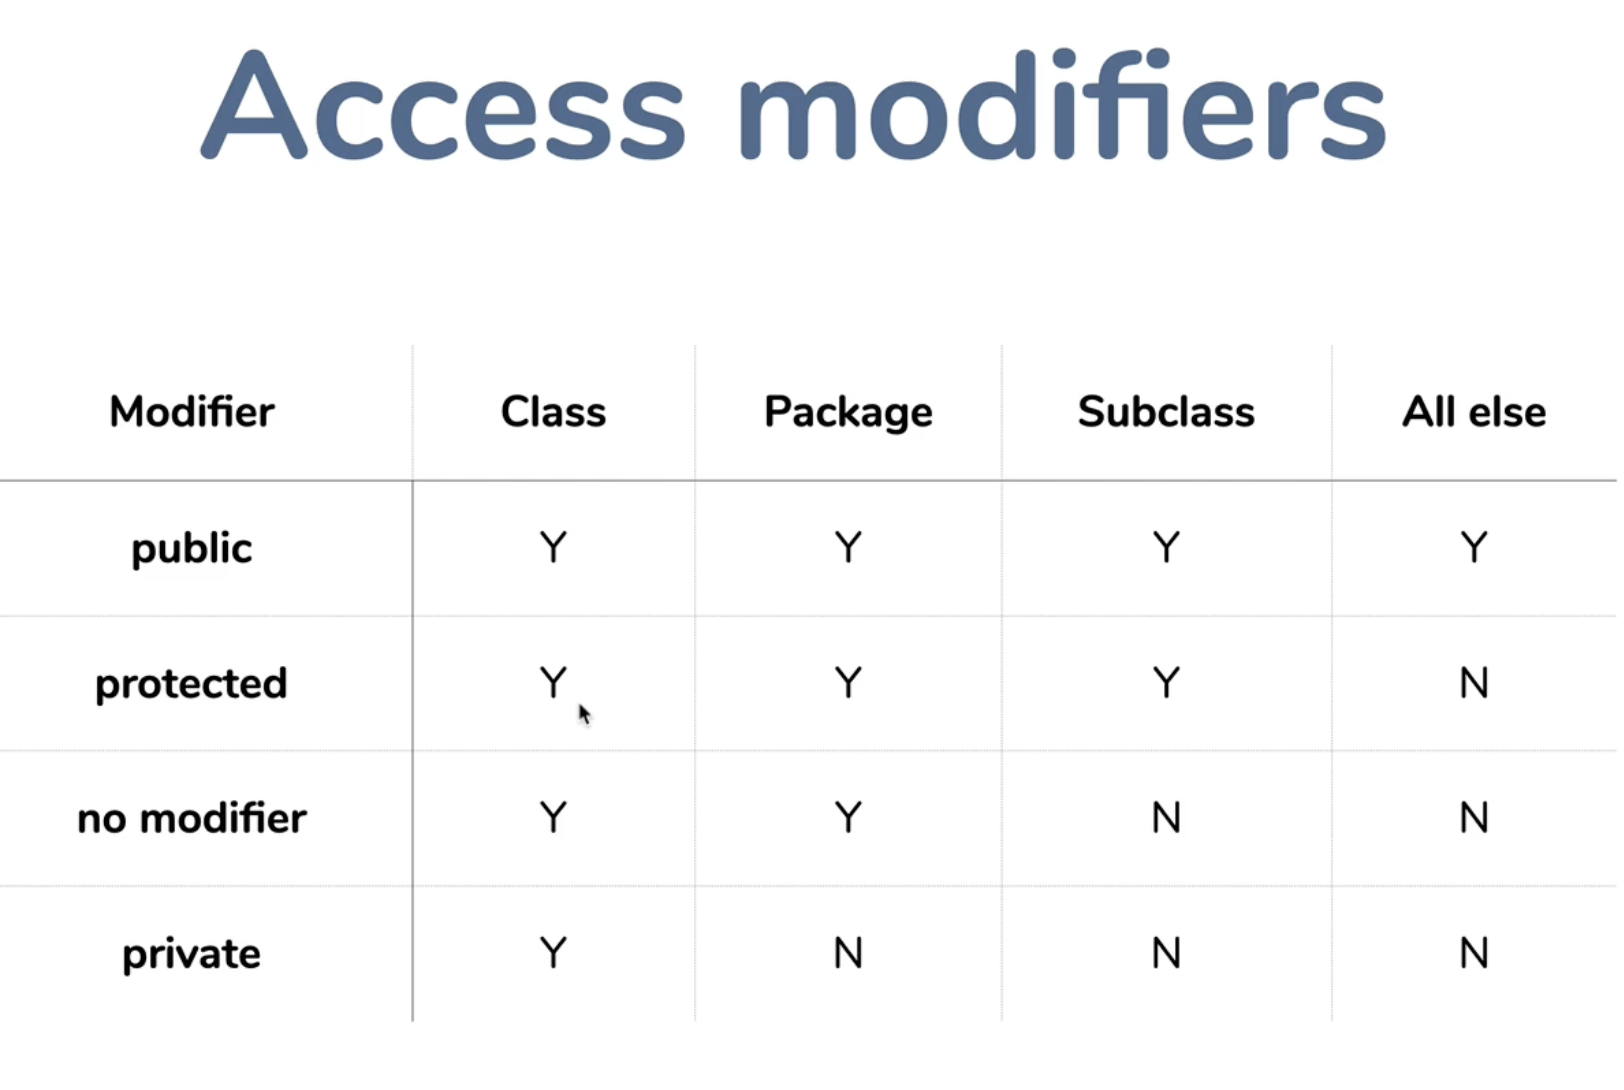 Access modifiers
Modifier Class Package Subclass All else
public Y Y Y Y
protected Y Y Y N
no modifier Y Y N N
private Y N N N